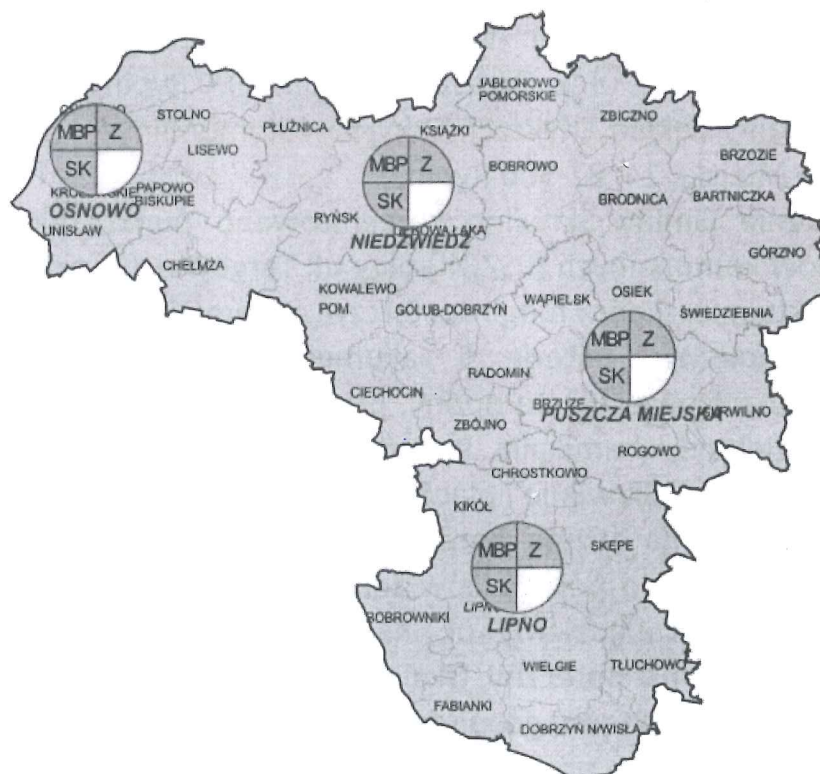 JABŁONOWO
POMORSKIE
STOLNO
ZBICZNO
PŁUŻNICA
KSIĄŻKI
MBP Z
SK
LISEWO
BRZOZIE
MBP Z
SK
BOBROWO
PAPOWO
BISKUPIE
BRODNICA
BARTNICZKA
OSNOWO
RYŃSK
UNISŁAW
NIEDŹWIEDŹ
GÓRZNO
CHEŁMŻA
KOWALEWO
POM.
GOLUB-DOBRZYŃ
WĄPIELSK
OSIEK
ŚWIEDZIEBNIA
MBP Z
SK
RADOMIN
CIECHOCIN
BRZUZE
PUSZCZA MIEJSKA
ZBÓJNO
ROGOWO
CHROSTKOWO
KIKÓŁ
MBP Z
SK
SKĘPE
BOBROWNIKI
LIPNO
WIELGIE
TŁUCHOWO
FABIANKI
DOBRZYŃ N/WISŁĄ